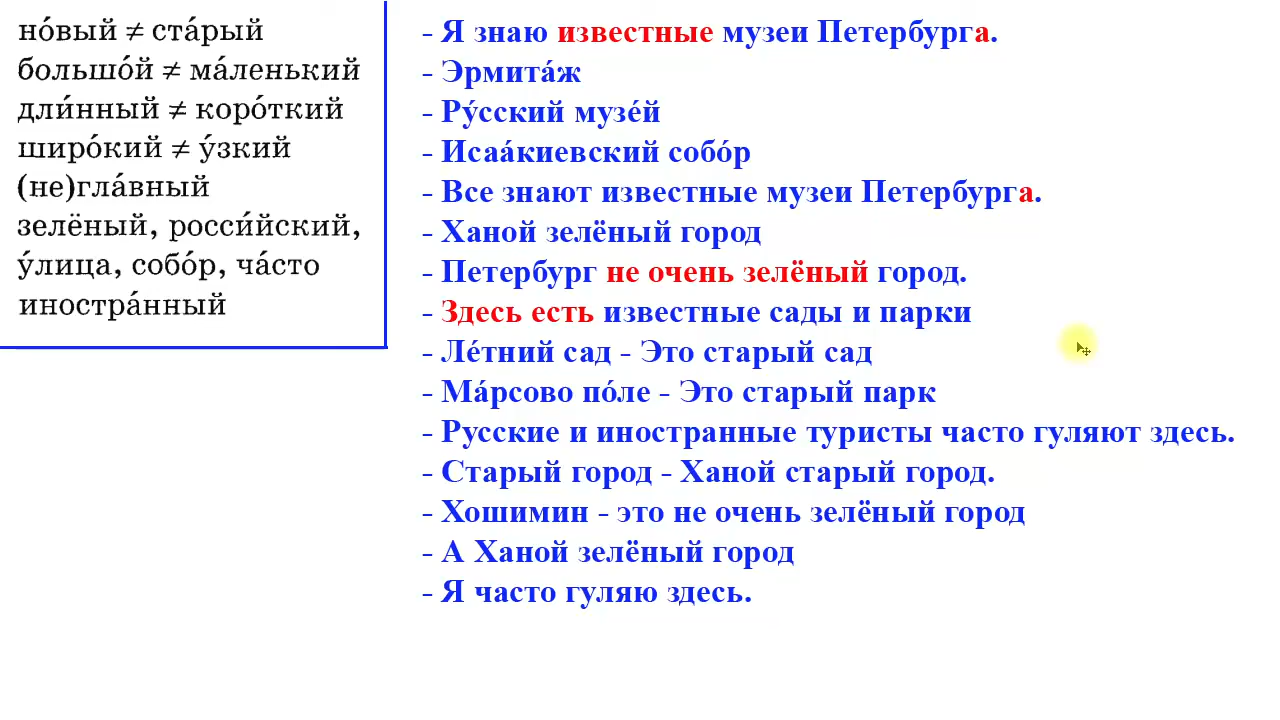 но́вый ≠ ста́рый
большо́й ≠ ма́ленький
дли́нный ≠ коро́ткий
широ́кий ≠ у́зкий
(не)гла́вный
зелёный, росси́йский,
у́лица, собо́р, ча́сто
иностра́нный
- Я знаю известные музеи Петербурга.
- Эрмита́ж
- Ру́сский музе́й
- Исаа́киевский собо́р
- Все знают известные музеи Петербурга.
- Ханой зелёный город
- Петербург не очень зелёный город.
- Здесь есть известные сады и парки
- Ле́тний сад - Это старый сад
- Ма́рсово по́ле - Это старый парк
- Русские и иностранные туристы часто гуляют здесь.
- Старый город - Ханой старый город.
- Хошимин - это не очень зелёный город
- А Ханой зелёный город
- Я часто гуляю здесь.